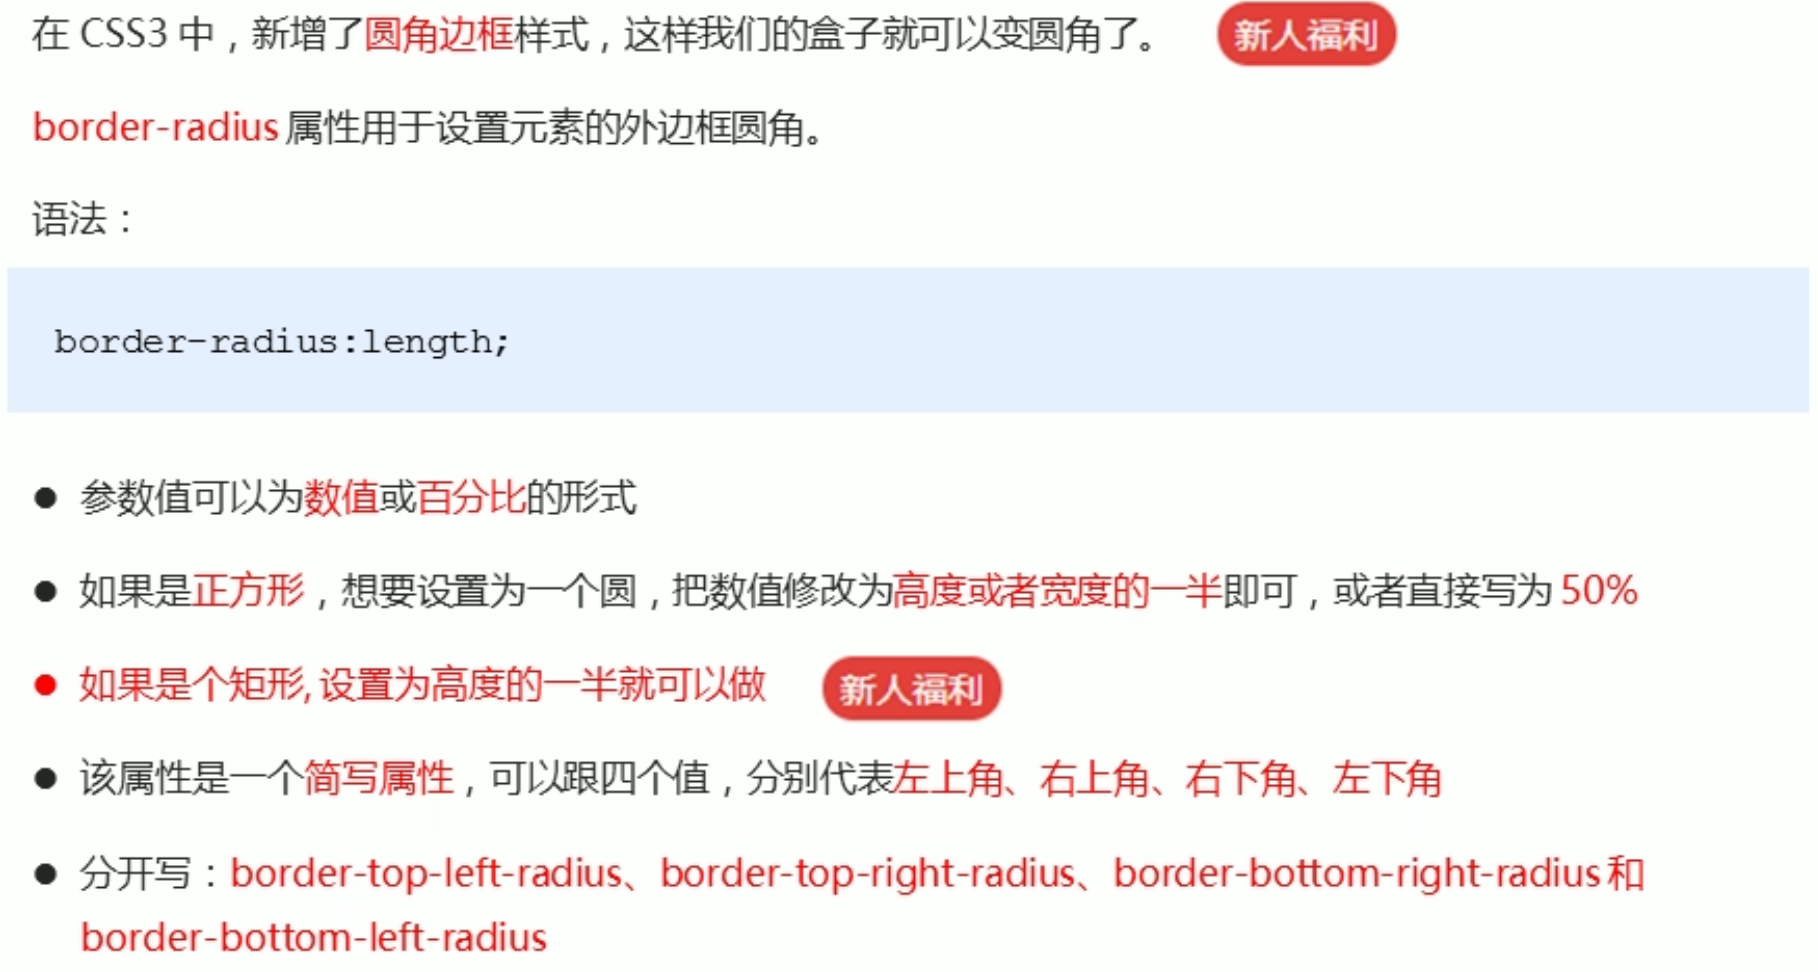 在 CSS3 中，新增了圆角边框样式，这样我们的盒子就可以变圆角了。 新人福利
border-radius 属性用于设置元素的外边框圆角。
语法：
border-radius:length;
● 参数值可以为数值或百分比的形式
● 如果是正方形，想要设置为一个圆，把数值修改为高度或者宽度的一半即可，或者直接写为 50%
● 如果是个矩形, 设置为高度的一半就可以做 新人福利
● 该属性是一个简写属性，可以跟四个值，分别代表左上角、右上角、右下角、左下角
● 分开写：border-top-left-radius、border-top-right-radius、border-bottom-right-radius 和
border-bottom-left-radius